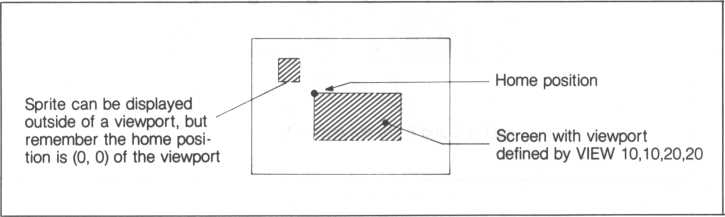 Sprite can be displayed
outside of a viewport, but
remember the home posi-
tion is (0, 0) of the viewport
Home position
Screen with viewport
defined by VIEW 10,10,20,20